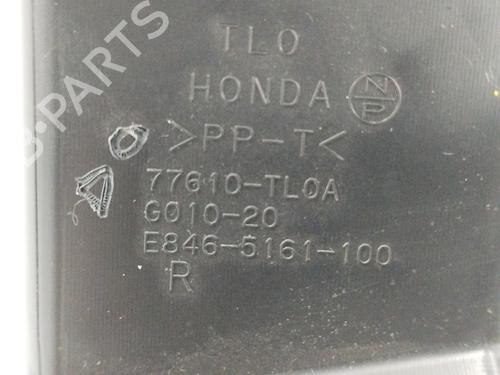 TL0
HONDA N/P
>PP-T<
77610-TL0A
G010-20
E846-5161-100
R
B-PARTS